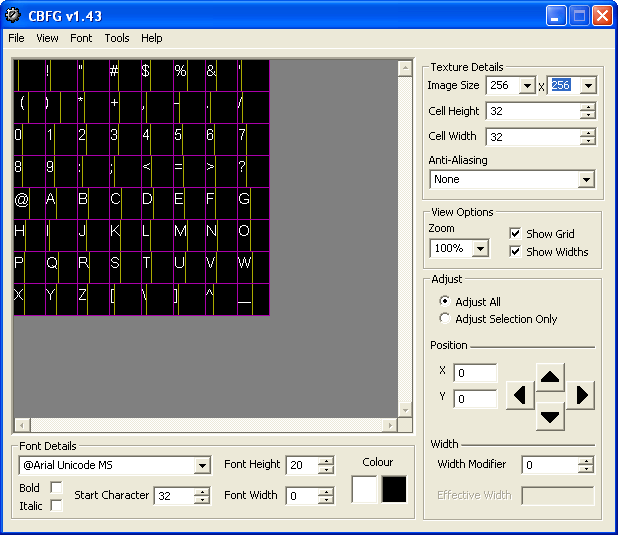 CBFG v1.43
File View Font Tools Help
! " # $ % & '
( ) * + , - . /
0 1 2 3 4 5 6 7
8 9 : ; < = > ?
@ A B C D E F G
H I J K L M N O
P Q R S T U V W
X Y Z [ \ ] ^ _
Texture Details
Image Size 256 X 256
Cell Height 32
Cell Width 32
Anti-Aliasing
None
View Options
Zoom
100%
Show Grid
Show Widths
Adjust
Adjust All
Adjust Selection Only
Position
X 0
Y 0
Width
Width Modifier 0
Effective Width
Font Details
@Arial Unicode MS
Bold
Italic
Start Character 32
Font Height 20
Font Width 0
Colour